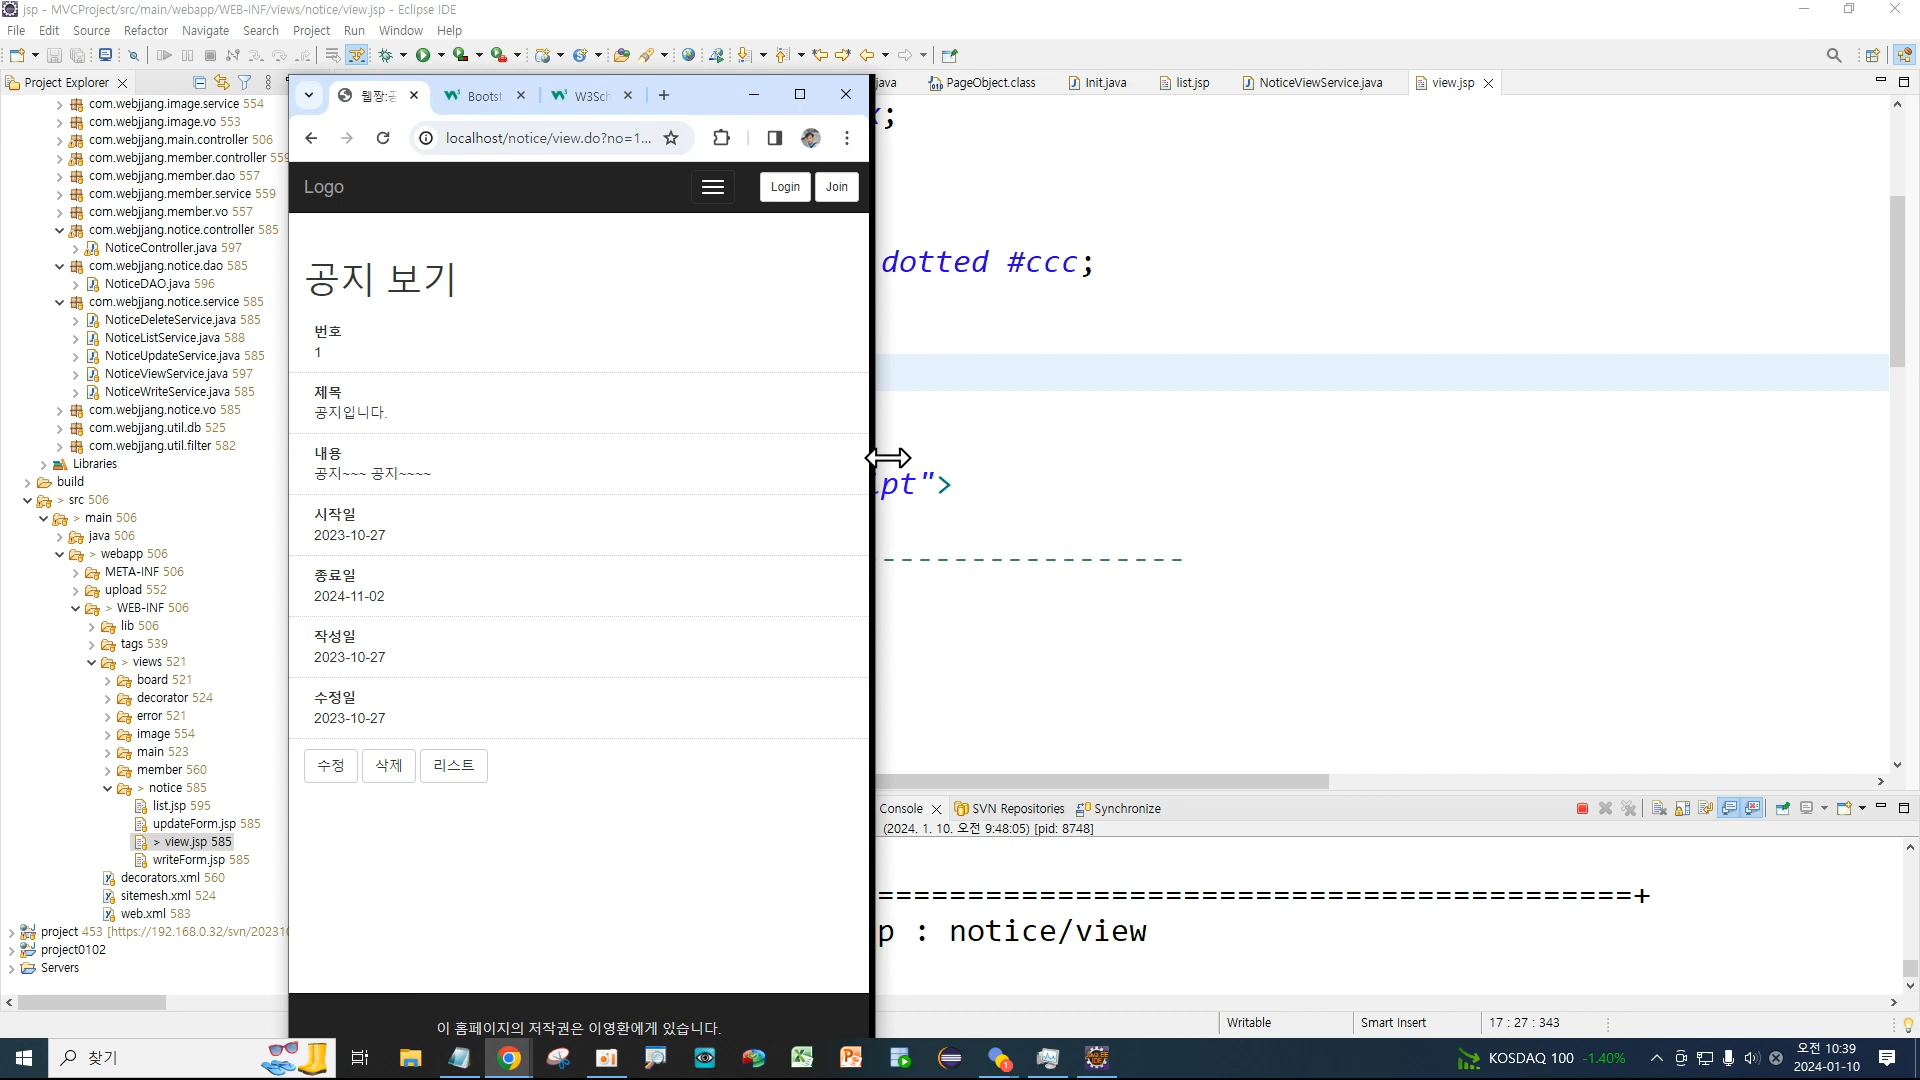 jsp - MVCProject/src/main/webapp/WEB-INF/views/notice/view.jsp - Eclipse IDE
File Edit Source Refactor Navigate Search Project Run Window Help
Project Explorer
com.webjjang.image.service 554
com.webjjang.image.vo 553
com.webjjang.main.controller 506
com.webjjang.member.controller 559
com.webjjang.member.dao 557
com.webjjang.member.service 559
com.webjjang.member.vo 557
com.webjjang.notice.controller 585
NoticeController.java 597
com.webjjang.notice.dao 585
NoticeDAO.java 596
com.webjjang.notice.service 585
NoticeDeleteService.java 585
NoticeListService.java 588
NoticeUpdateService.java 585
NoticeViewService.java 597
NoticeWriteService.java 585
com.webjjang.notice.vo 585
com.webjjang.util.db 525
com.webjjang.util.filter 582
Libraries
build
> src 506
> main 506
java 506
> webapp 506
META-INF 506
upload 552
> WEB-INF 506
lib 506
tags 539
> views 521
board 521
decorator 524
error 521
image 554
main 523
member 560
> notice 585
list.jsp 595
updateForm.jsp 585
> view.jsp 585
writeForm.jsp 585
decorators.xml 560
sitemesh.xml 524
web.xml 583
project 453 [https://192.168.0.32/svn/20231
project0102
Servers
웹짱:공
Bootst
W3Sch
localhost/notice/view.do?no=1...
Logo
Login
Join
공지 보기
번호
1
제목
공지입니다.
내용
공지~~~ 공지~~~~
시작일
2023-10-27
종료일
2024-11-02
작성일
2023-10-27
수정일
2023-10-27
수정 삭제 리스트
이 홈페이지의 저작권은 이영환에게 있습니다.
java PageObject.class Init.java list.jsp NoticeViewService.java view.jsp
x;
dotted #ccc;
ipt">
-----------------
Console SVN Repositories Synchronize
(2024. 1. 10. 오전 9:48:05) [pid: 8748]
==========================================+
p : notice/view
Writable Smart Insert 17 : 27 : 343
찾기
KOSDAQ 100 -1.40%
오전 10:39
2024-01-10